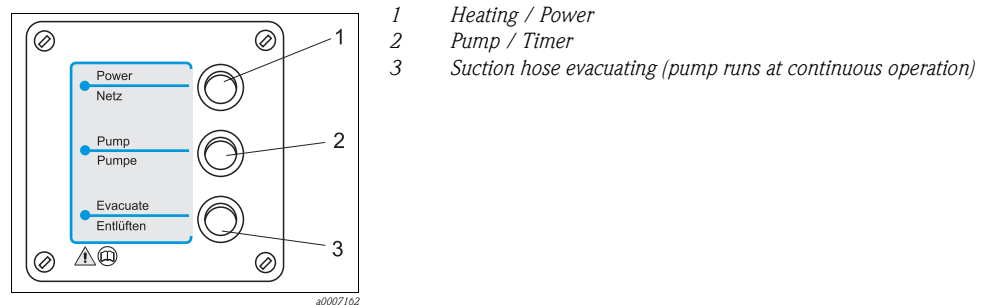 Power
Netz
Pump
Pumpe
Evacuate
Entlüften
1
2
3
a0007162
1 Heating / Power
2 Pump / Timer
3 Suction hose evacuating (pump runs at continuous operation)